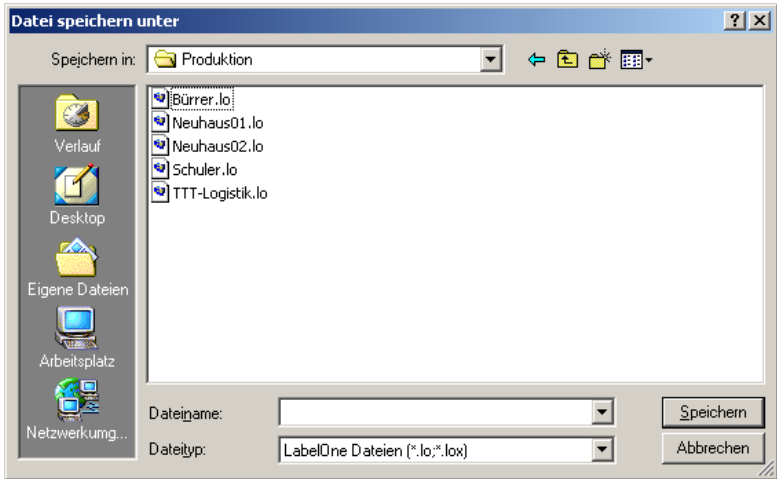 Datei speichern unter
Speichern in: Produktion
Bürrer.lo
Neuhaus01.lo
Neuhaus02.lo
Schuler.lo
TTT-Logistik.lo
Verlauf
Desktop
Eigene Dateien
Arbeitsplatz
Netzwerkumg...
Dateiname:
Speichern
Dateityp: LabelOne Dateien (*.lo;*.lox)
Abbrechen